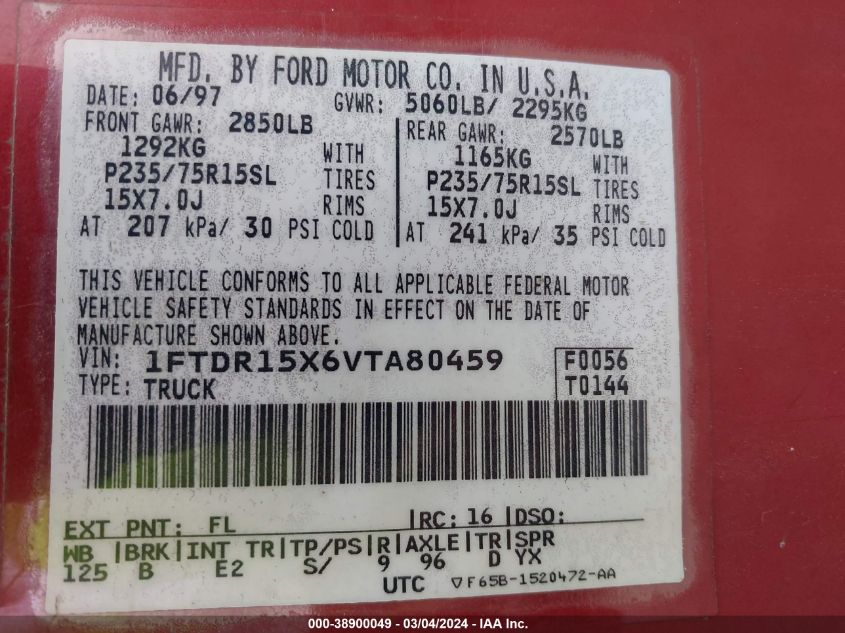 MFD. BY FORD MOTOR CO. IN U.S.A.
DATE: 06/97 GVWR: 5060LB/ 2295KG
FRONT GAWR: 2850LB REAR GAWR: 2570LB
1292KG WITH 1165KG WITH
P235/75R15SL TIRES P235/75R15SL TIRES
15X7.0J RIMS 15X7.0J RIMS
AT 207 kPa/ 30 PSI COLD AT 241 kPa/ 35 PSI COLD
THIS VEHICLE CONFORMS TO ALL APPLICABLE FEDERAL MOTOR
VEHICLE SAFETY STANDARDS IN EFFECT ON THE DATE OF
MANUFACTURE SHOWN ABOVE.
VIN: 1FTDR15X6VTA80459 F0056
TYPE: TRUCK T0144
EXT PNT: FL RC: 16 DSO:
WB BRK INT TR TP/PS R AXLE TR SPR
125 B E2 S/ 9 96 D YX
UTC F65B-1520472-AA
000-38900049 - 03/04/2024 - IAA Inc.